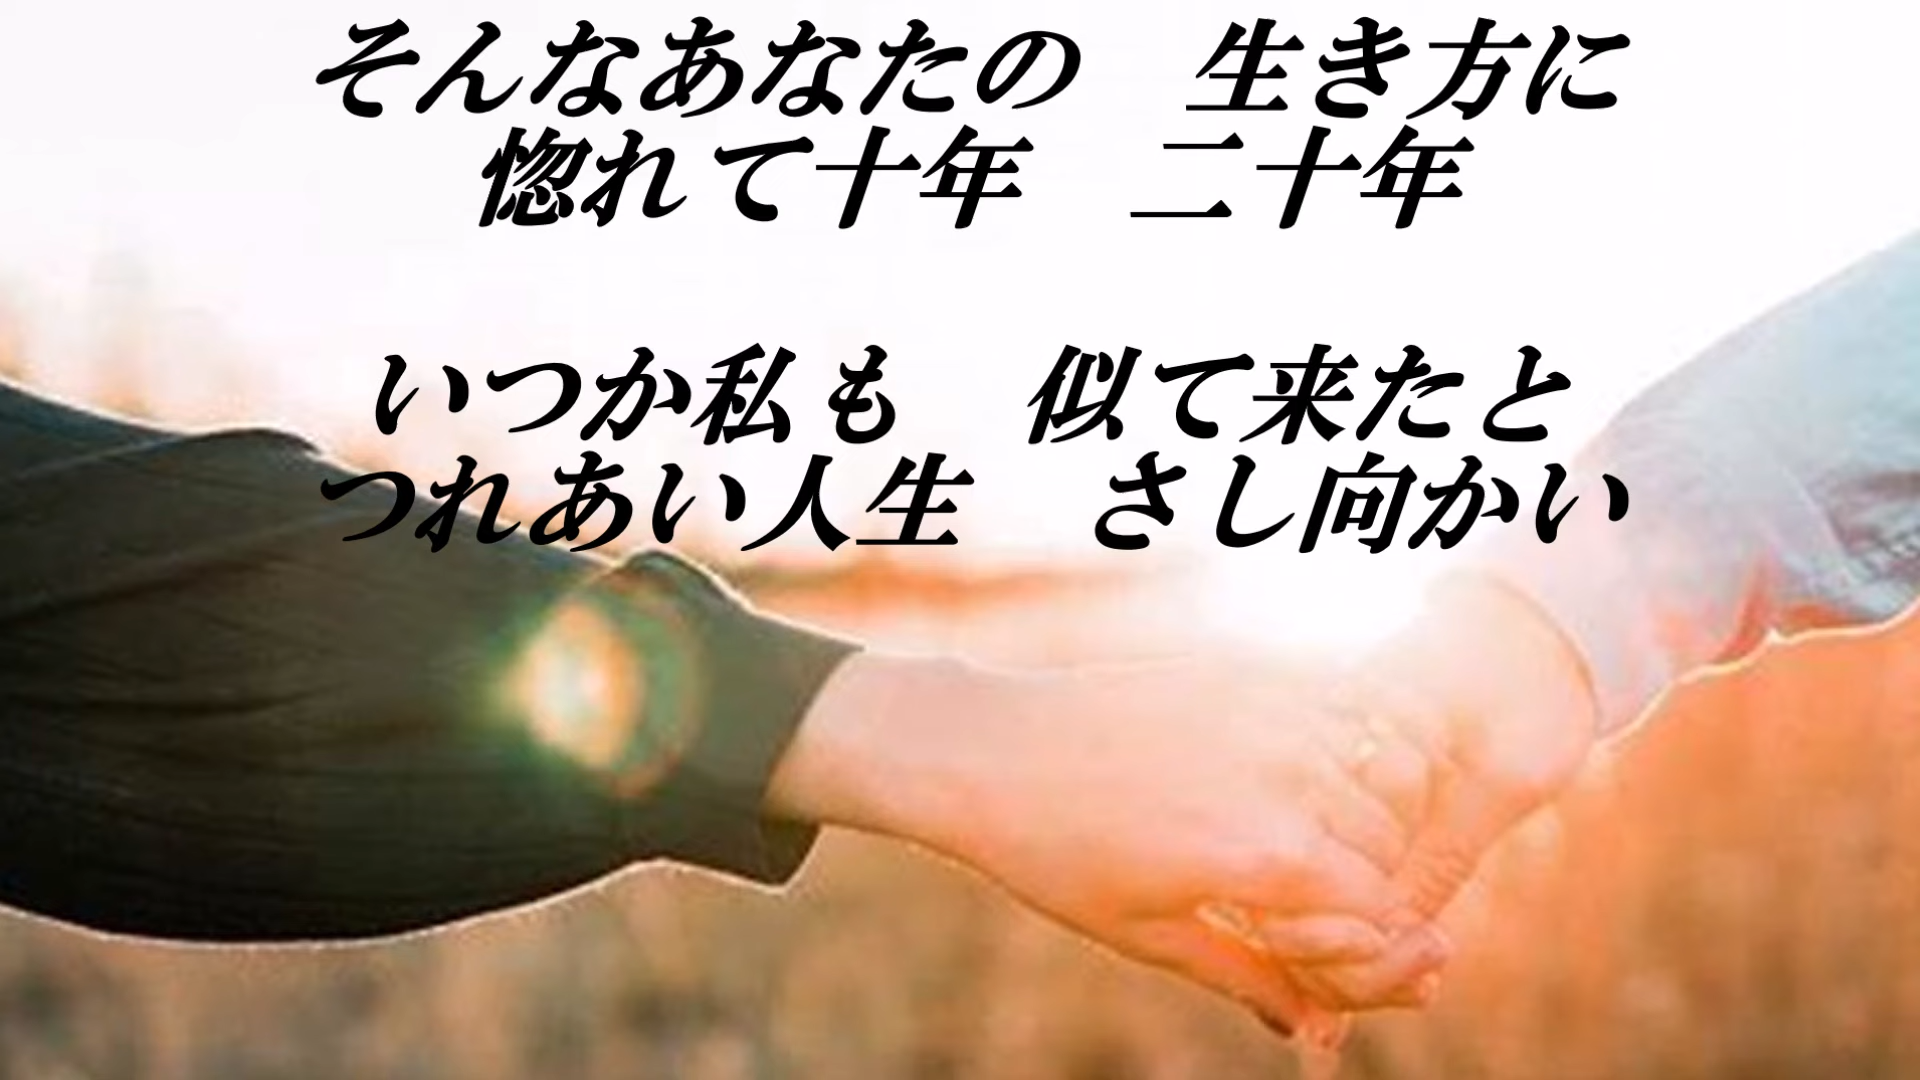 そんなあなたの　生き方に
惚れて十年　二十年
いつか私も　似て来たと
つれあい人生　さし向かい